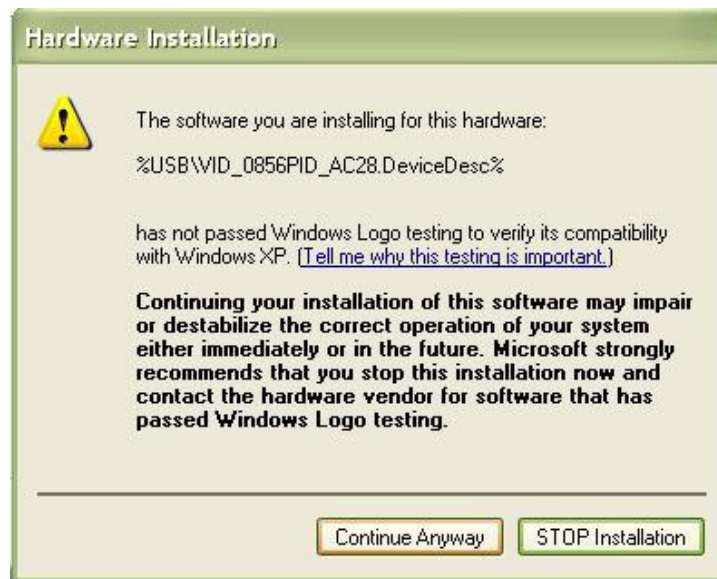 Hardware Installation
The software you are installing for this hardware:
%USB\VID_0856PID_AC28.DeviceDesc%
has not passed Windows Logo testing to verify its compatibility
with Windows XP. (Tell me why this testing is important.)
Continuing your installation of this software may impair
or destabilize the correct operation of your system
either immediately or in the future. Microsoft strongly
recommends that you stop this installation now and
contact the hardware vendor for software that has
passed Windows Logo testing.
Continue Anyway STOP Installation